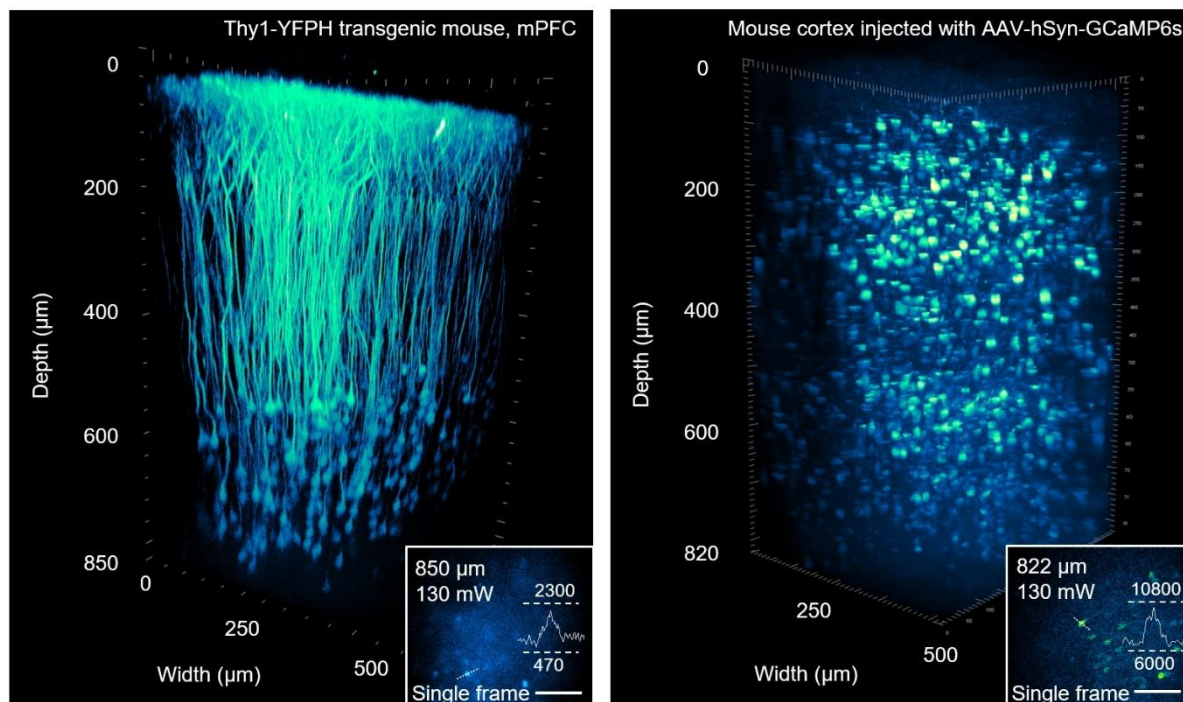 Thy1-YFPH transgenic mouse, mPFC
0
200
400
600
850
Depth (µm)
0
250
500
Width (µm)
850 µm
130 mW
2300
470
Single frame
Mouse cortex injected with AAV-hSyn-GCaMP6s
0
200
400
600
820
Depth (µm)
250
500
Width (µm)
822 µm
130 mW
10800
6000
Single frame